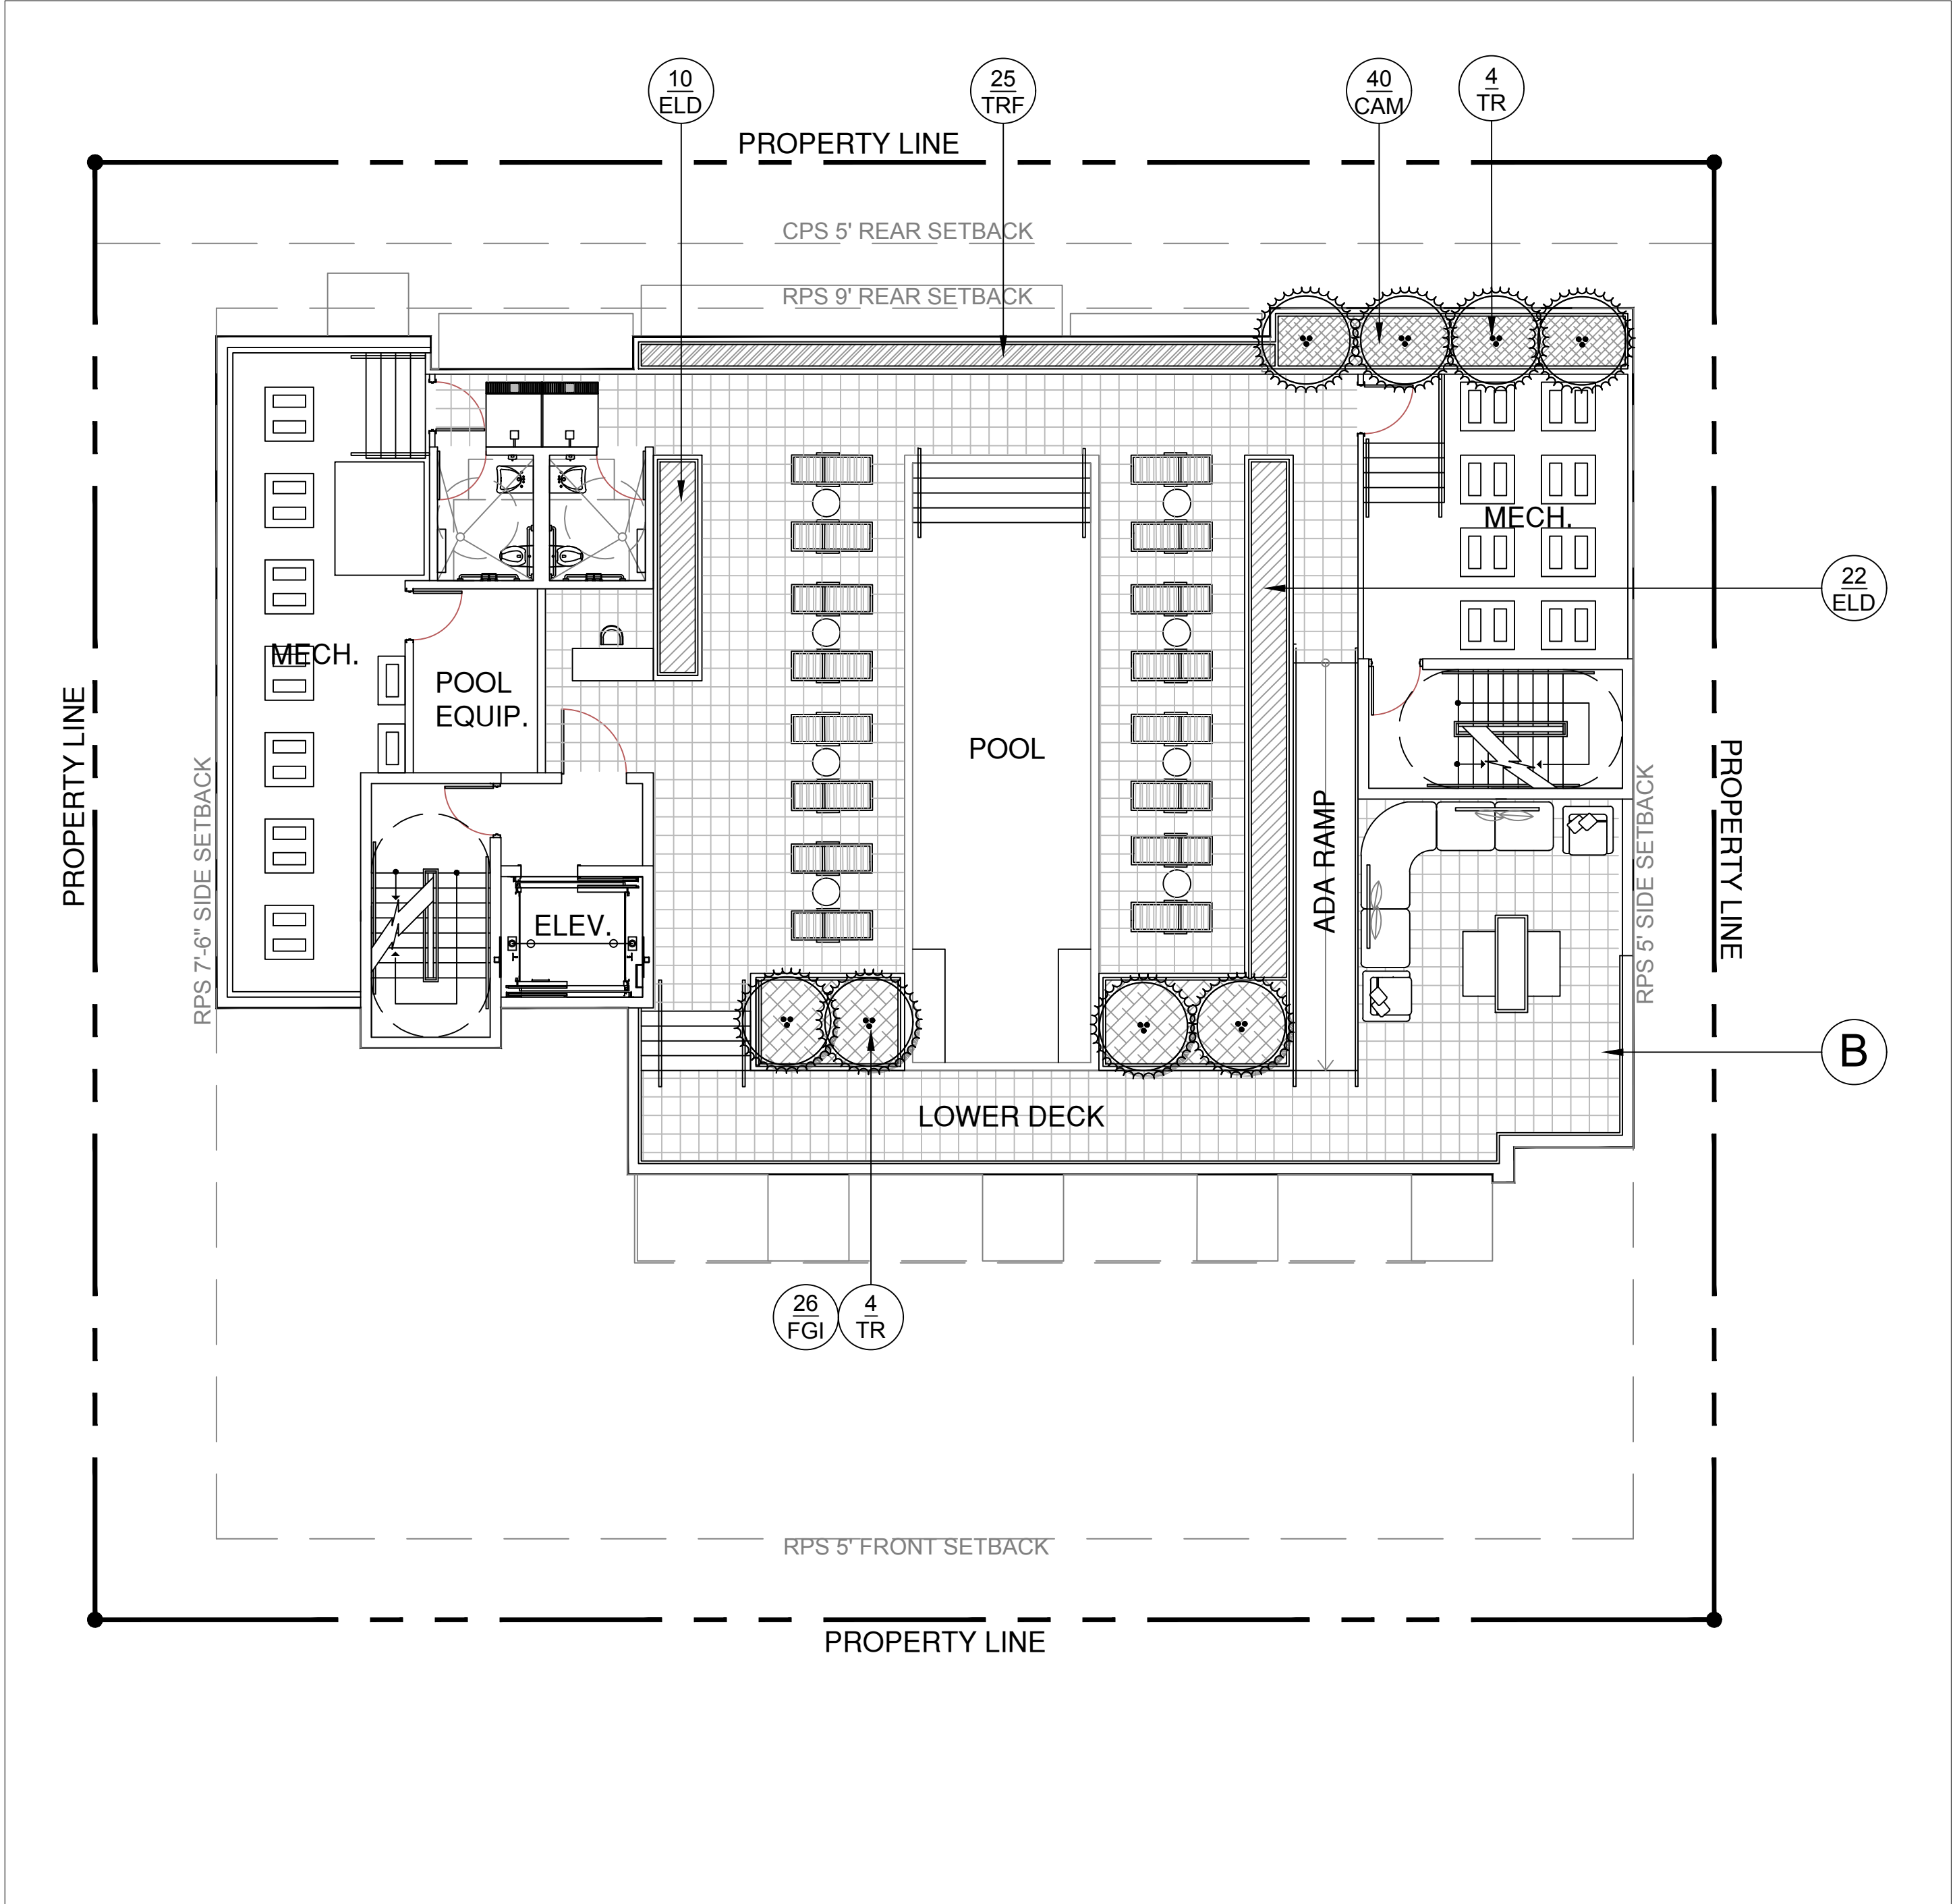 10
ELD
25
TRF
40
CAM
4
TR
PROPERTY LINE
CPS 5' REAR SETBACK
RPS 9' REAR SETBACK
MECH.
22
ELD
MECH.
POOL
EQUIP.
POOL
PROPERTY LINE
RPS 7'-6" SIDE SETBACK
ADA RAMP
RPS 5' SIDE SETBACK
PROPERTY LINE
ELEV.
B
LOWER DECK
26
FGI
4
TR
RPS 5' FRONT SETBACK
PROPERTY LINE